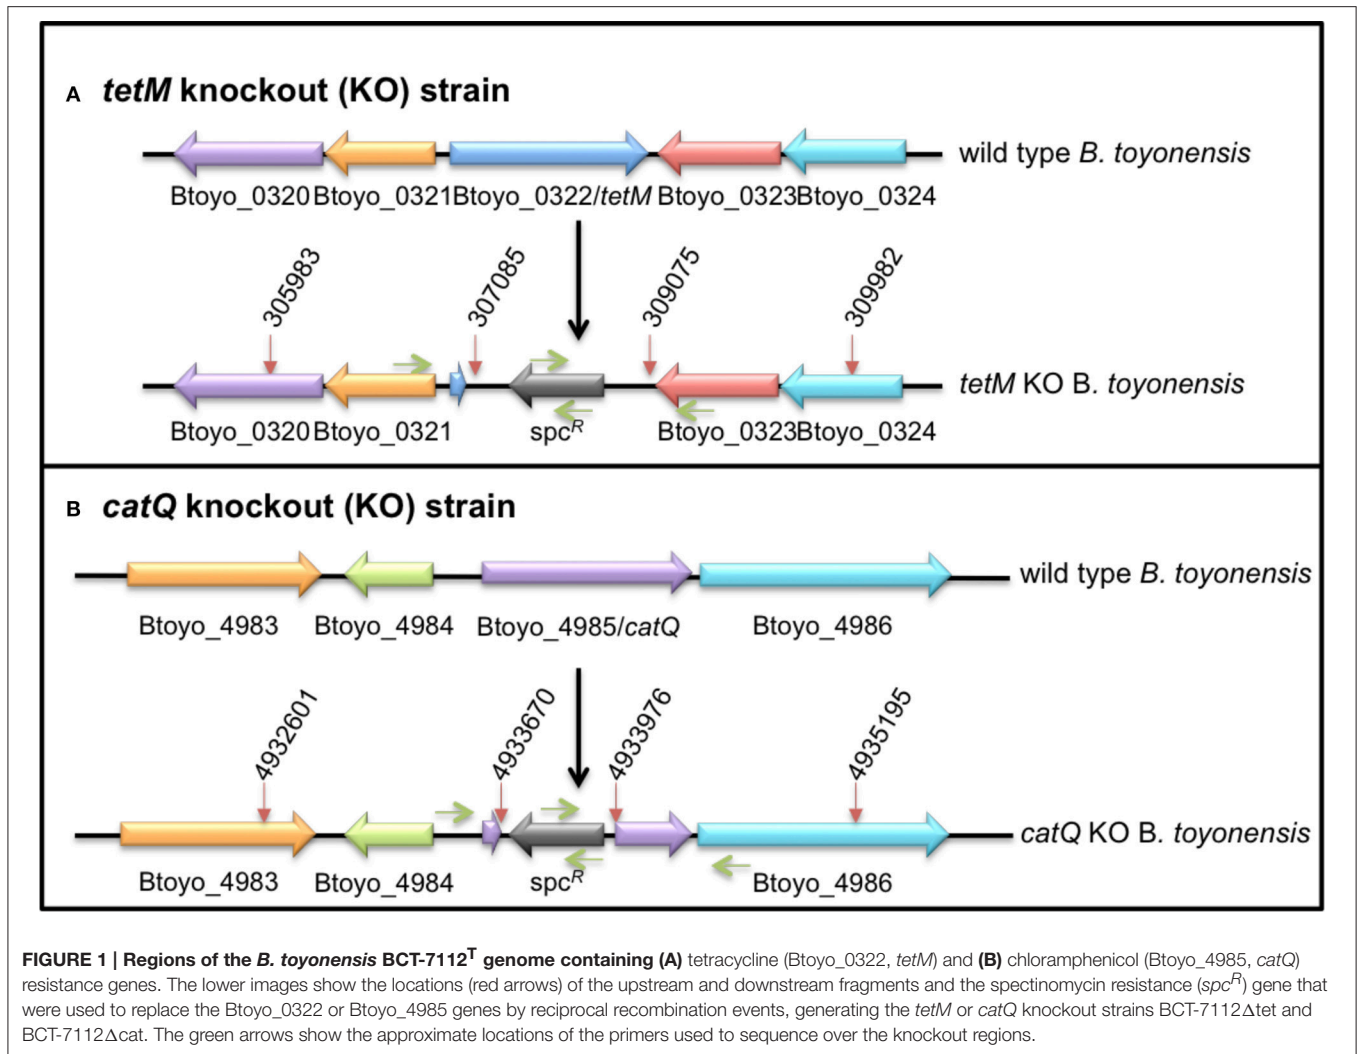 A tetM knockout (KO) strain
wild type B. toyonensis
Btoyo_0320 Btoyo_0321 Btoyo_0322/tetM Btoyo_0323 Btoyo_0324
305983 307085 309075 309982
tetM KO B. toyonensis
Btoyo_0320 Btoyo_0321 spcR Btoyo_0323 Btoyo_0324
B catQ knockout (KO) strain
wild type B. toyonensis
Btoyo_4983 Btoyo_4984 Btoyo_4985/catQ Btoyo_4986
4932601 4933670 4933976 4935195
catQ KO B. toyonensis
Btoyo_4983 Btoyo_4984 spcR Btoyo_4986
FIGURE 1 | Regions of the B. toyonensis BCT-7112T genome containing (A) tetracycline (Btoyo_0322, tetM) and (B) chloramphenicol (Btoyo_4985, catQ)
resistance genes. The lower images show the locations (red arrows) of the upstream and downstream fragments and the spectinomycin resistance (spcR) gene that
were used to replace the Btoyo_0322 or Btoyo_4985 genes by reciprocal recombination events, generating the tetM or catQ knockout strains BCT-7112Δtet and
BCT-7112Δcat. The green arrows show the approximate locations of the primers used to sequence over the knockout regions.